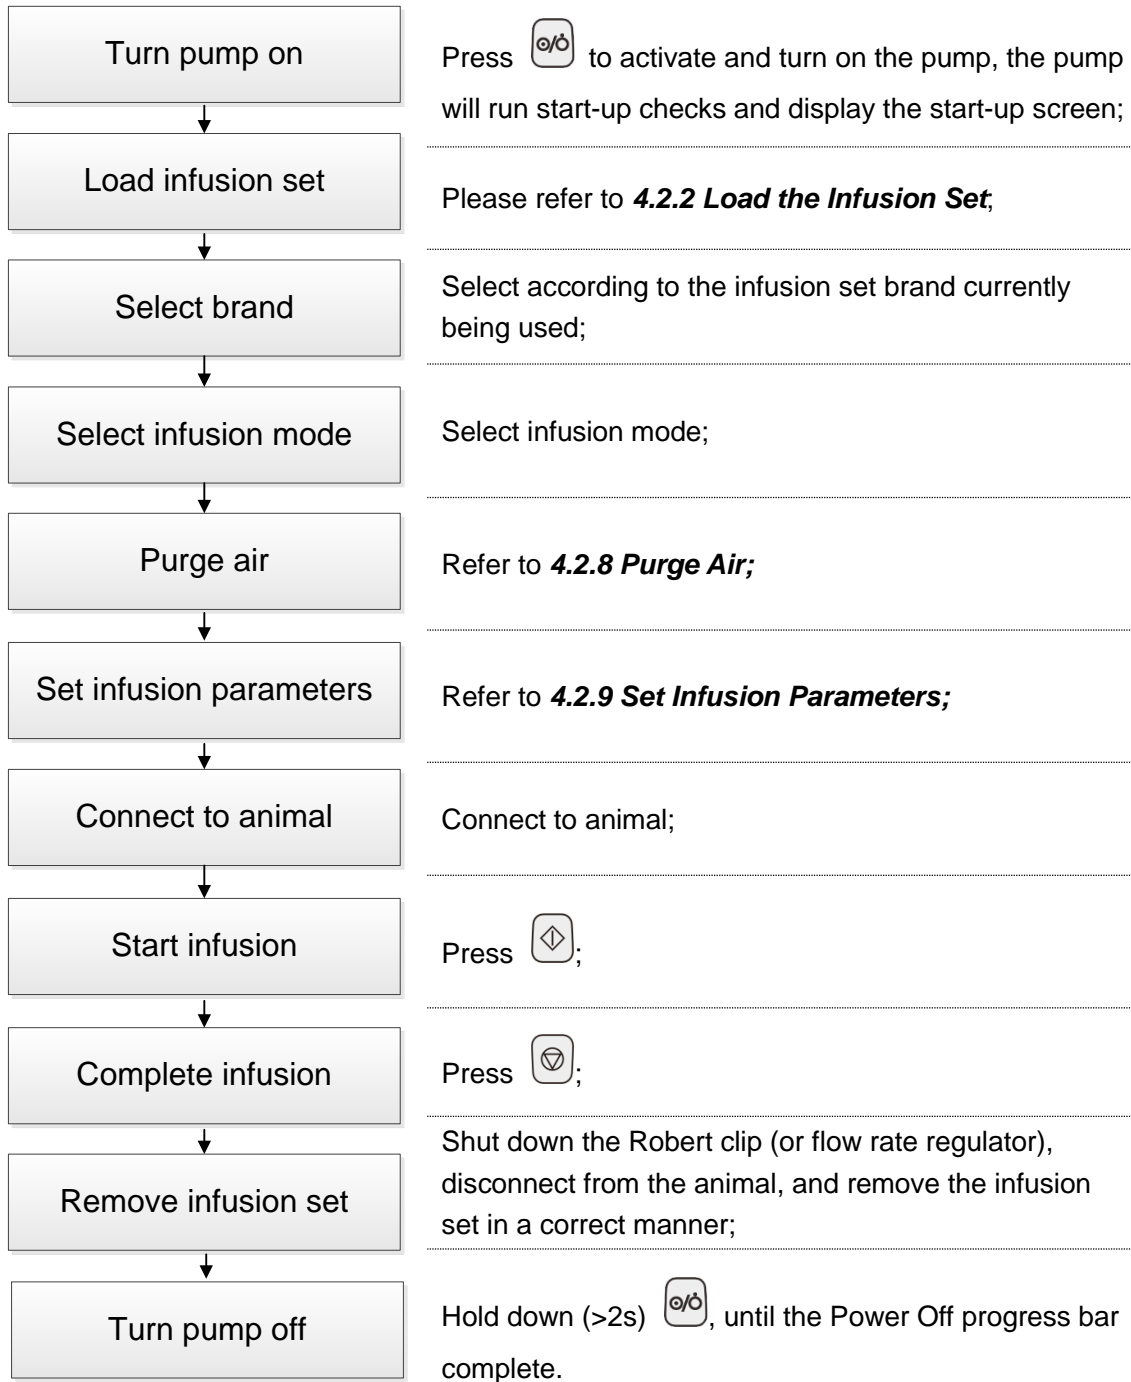 Turn pump on
Press to activate and turn on the pump, the pump
will run start-up checks and display the start-up screen;
Load infusion set
Please refer to 4.2.2 Load the Infusion Set;
Select brand
Select according to the infusion set brand currently
being used;
Select infusion mode
Select infusion mode;
Purge air
Refer to 4.2.8 Purge Air;
Set infusion parameters
Refer to 4.2.9 Set Infusion Parameters;
Connect to animal
Connect to animal;
Start infusion
Press ;
Complete infusion
Press ;
Remove infusion set
Shut down the Robert clip (or flow rate regulator),
disconnect from the animal, and remove the infusion
set in a correct manner;
Turn pump off
Hold down (>2s) , until the Power Off progress bar
complete.